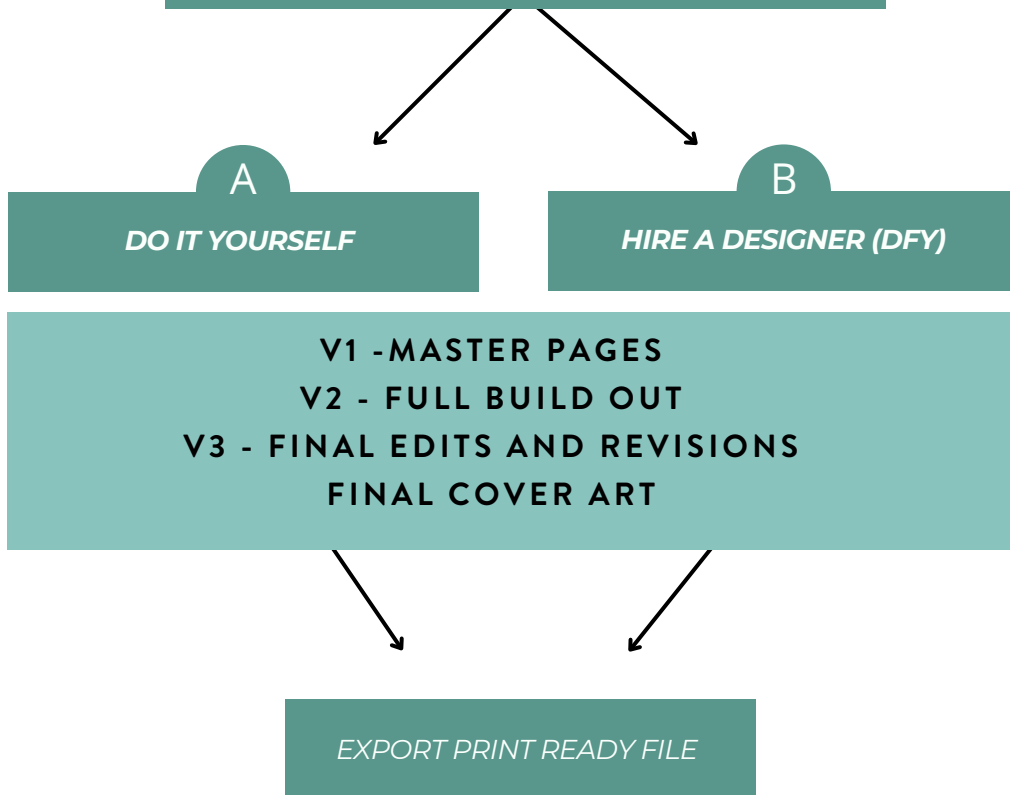 A
DO IT YOURSELF
B
HIRE A DESIGNER (DFY)
V1 -MASTER PAGES
V2 - FULL BUILD OUT
V3 - FINAL EDITS AND REVISIONS
FINAL COVER ART
EXPORT PRINT READY FILE